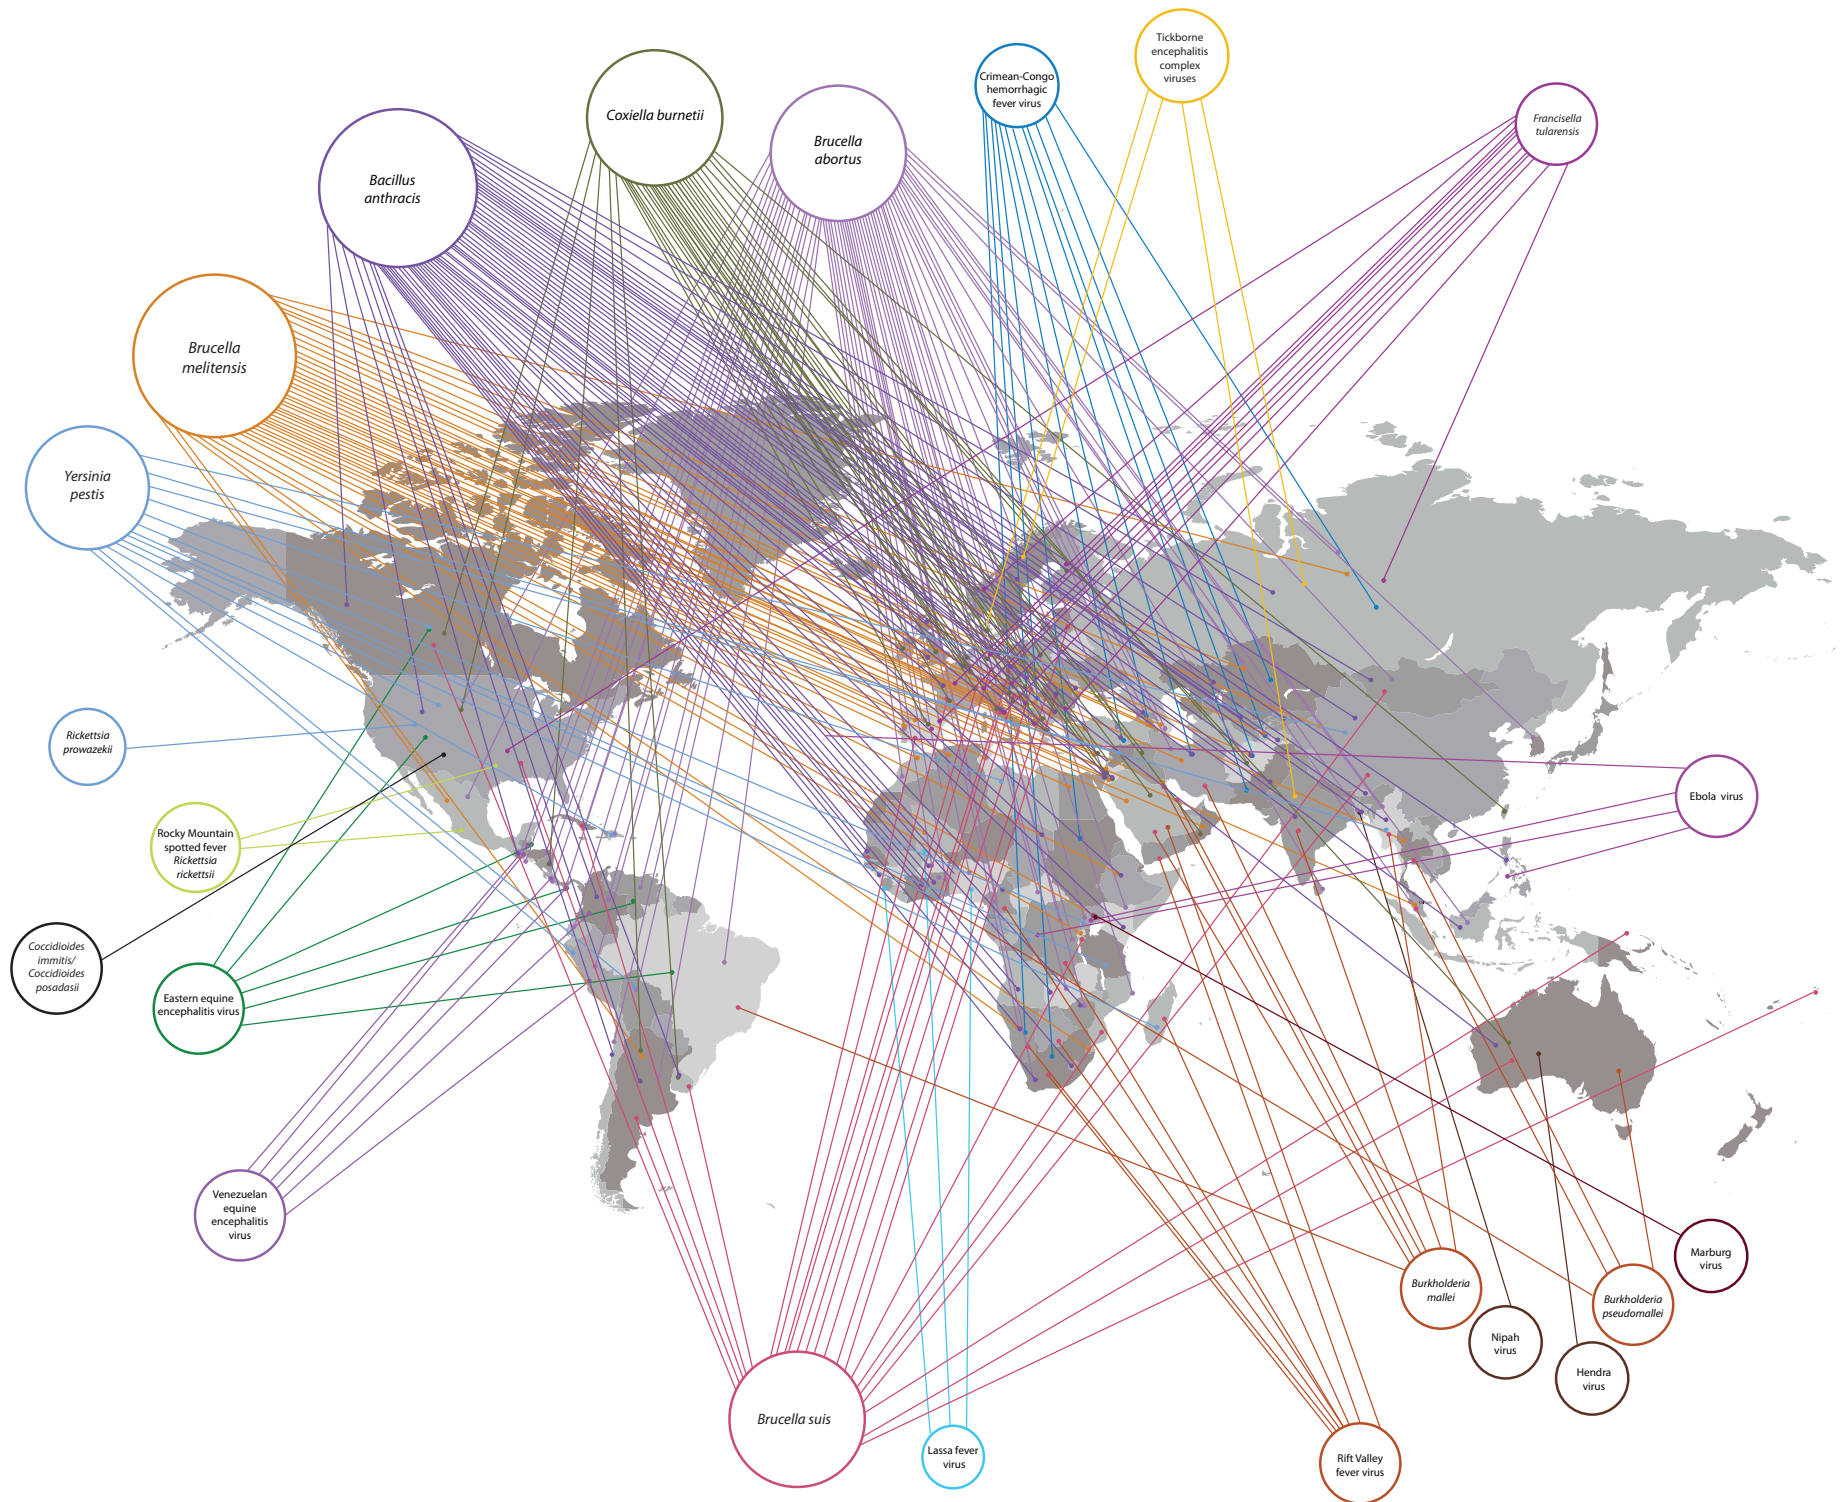 Tickborne
encephalitis
complex
viruses
Crimean-Congo
hemorrhagic
fever virus
Coxiella burnetii
Francisella
tularensis
Brucella
abortus
Bacillus
anthracis
Brucella
melitensis
Yersinia
pestis
Rickettsia
prowazekii
Ebola virus
Rocky Mountain
spotted fever
Rickettsia
rickettsii
Coccidioides
immitis/
Coccidioides
posadasii
Eastern equine
encephalitis virus
Venezuelan
equine
encephalitis
virus
Marburg
virus
Burkholderia
mallei
Burkholderia
pseudomallei
Nipah
virus
Hendra
virus
Brucella suis
Lassa fever
virus
Rift Valley
fever virus